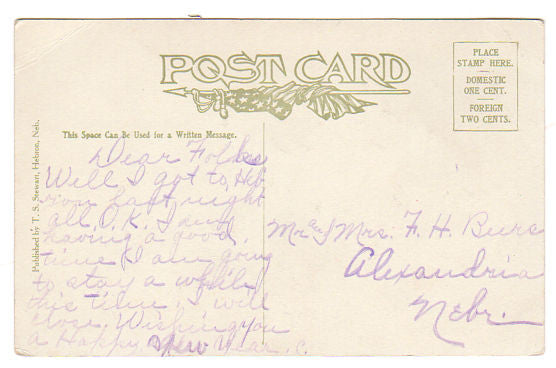 POST CARD
PLACE
STAMP HERE.
DOMESTIC
ONE CENT.
FOREIGN
TWO CENTS.
This Space Can Be Used for a Written Message.
Published by T. S. Stewart, Hebron, Neb.
Dear Folks
Well I got to Heb-
ron last night
all O.K. I am
having a good
time I am going
to stay a while
this time. I will
close. Wishing you
a Happy New Year. C.
Mr and Mrs. F. H.
Alexandria
Nebr.